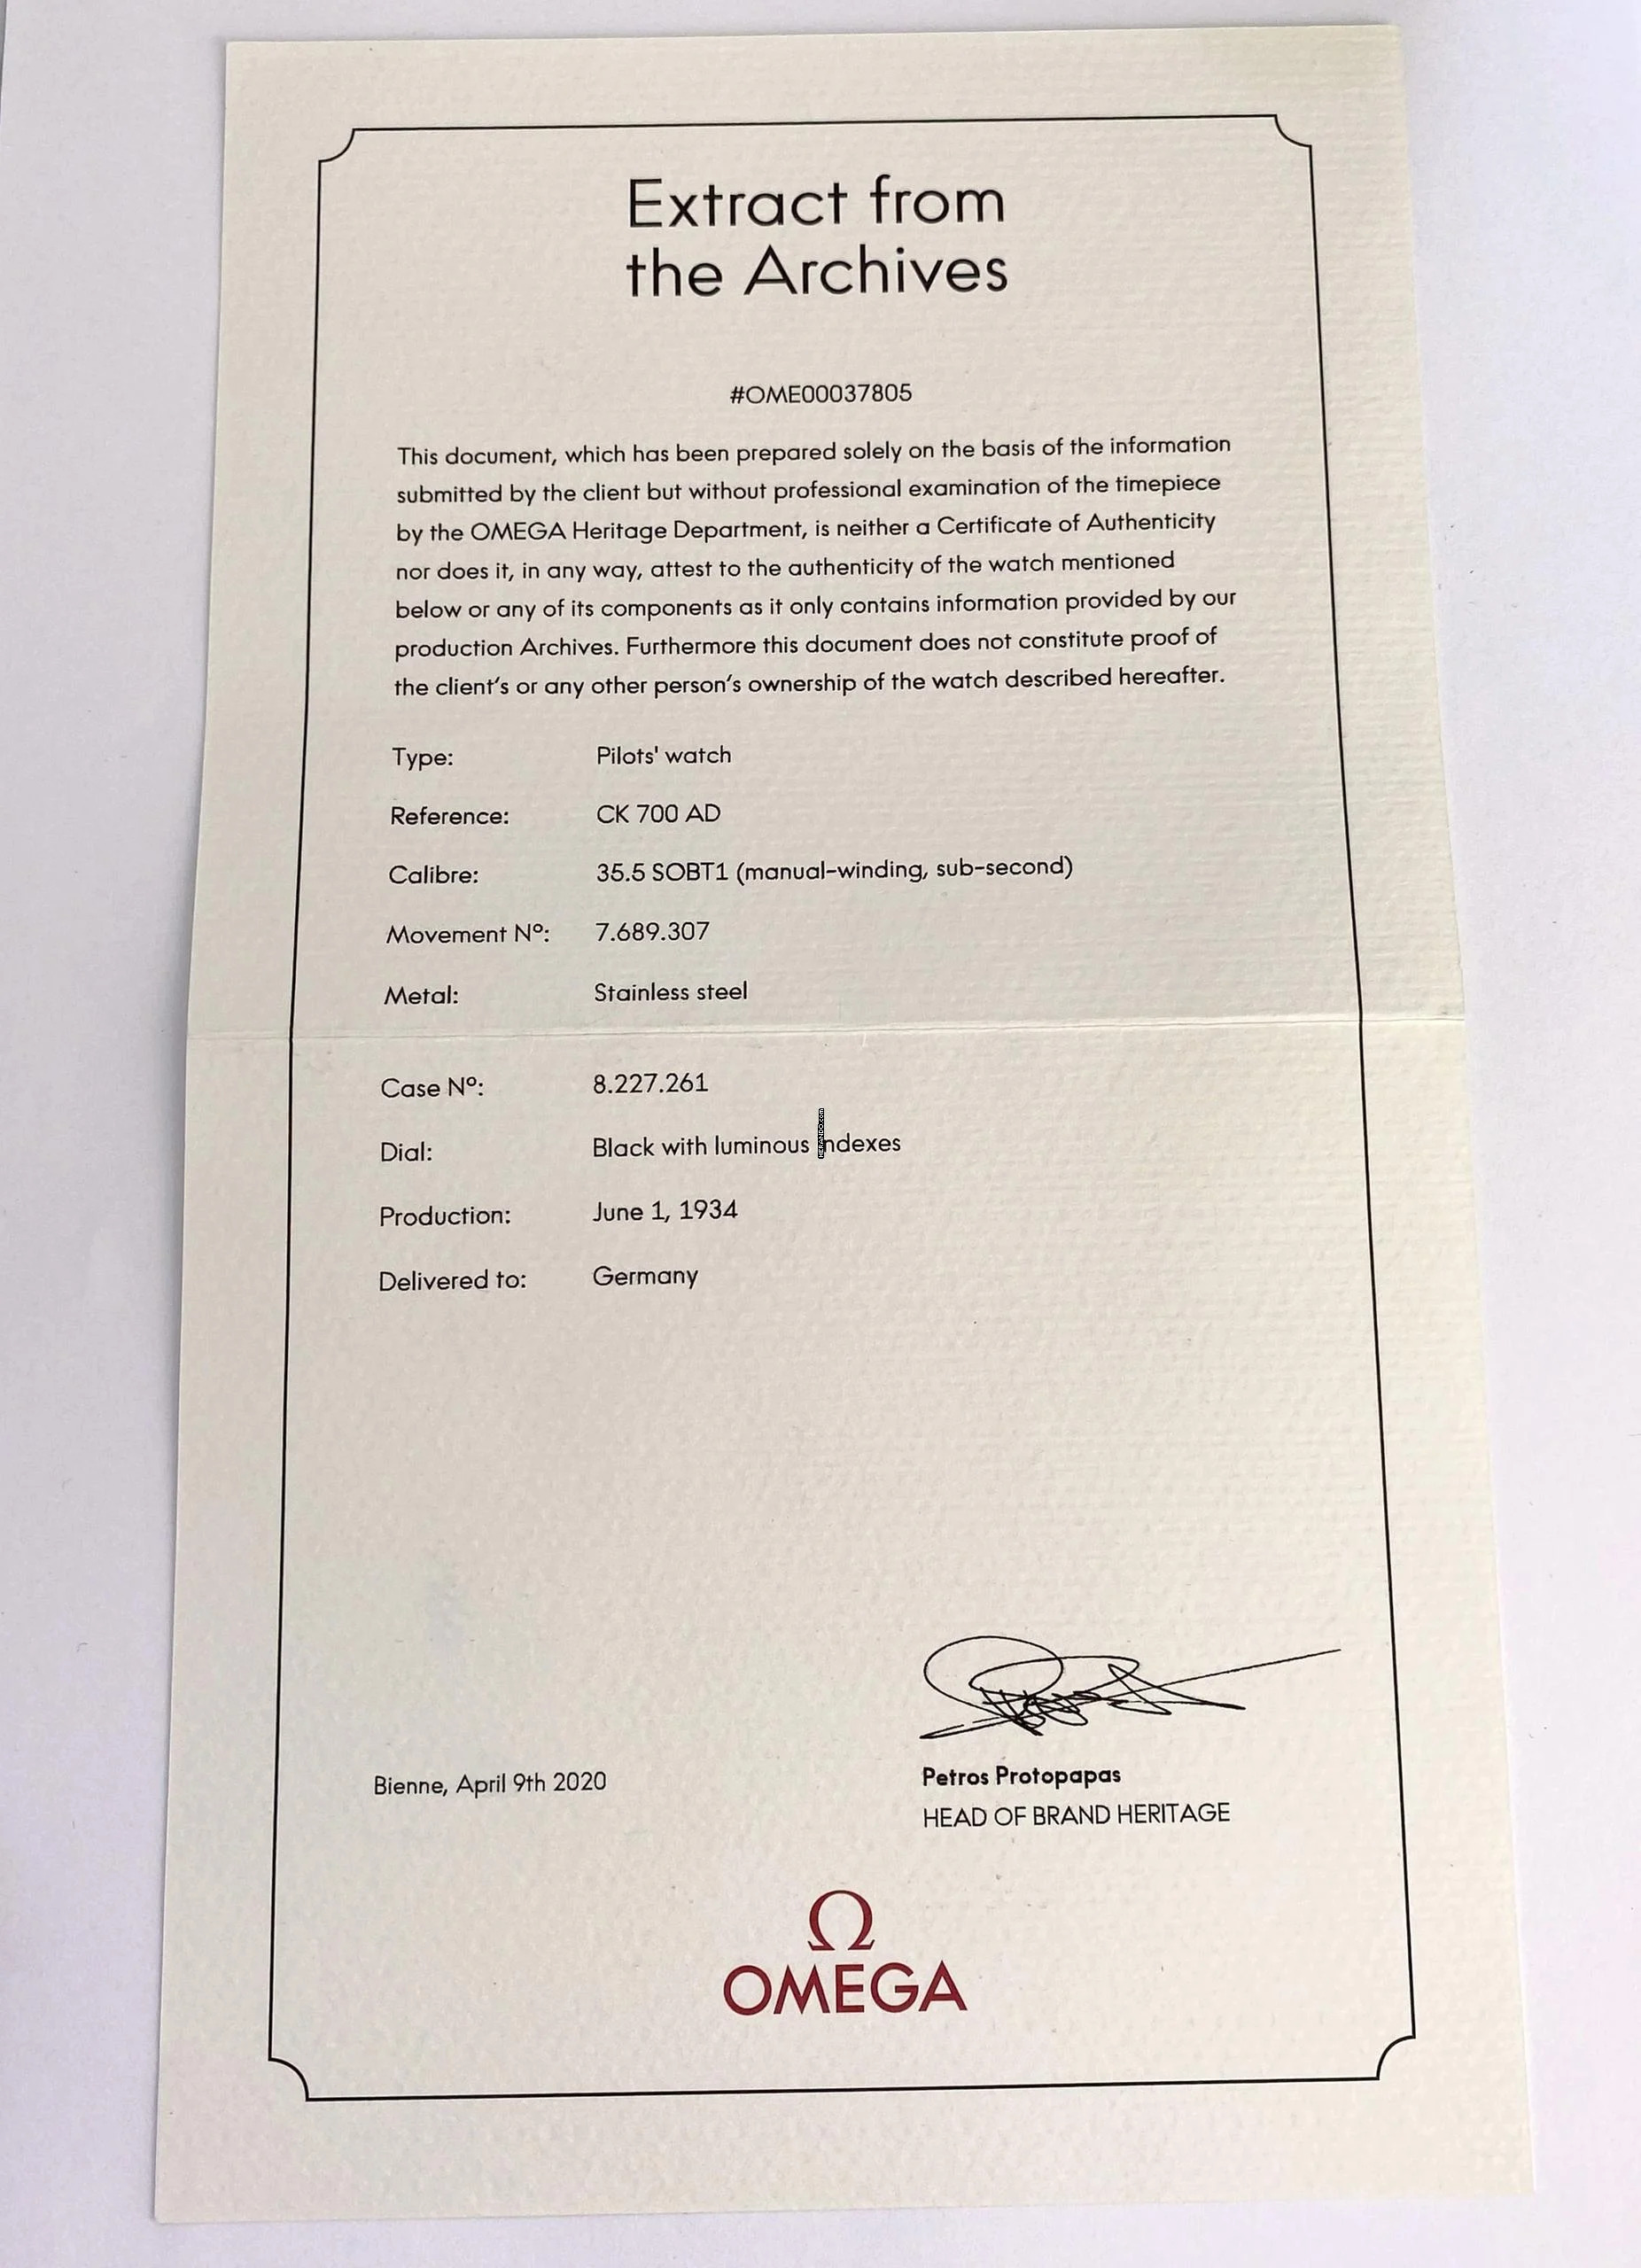 Extract from
the Archives
#OME00037805
This document, which has been prepared solely on the basis of the information
submitted by the client but without professional examination of the timepiece
by the OMEGA Heritage Department, is neither a Certificate of Authenticity
nor does it, in any way, attest to the authenticity of the watch mentioned
below or any of its components as it only contains information provided by our
production Archives. Furthermore this document does not constitute proof of
the client's or any other person's ownership of the watch described hereafter.
Type: Pilots' watch
Reference: CK 700 AD
Calibre: 35.5 SOBT1 (manual-winding, sub-second)
Movement Nº: 7.689.307
Metal: Stainless steel
Case Nº: 8.227.261
Dial: Black with luminous indexes
Production: June 1, 1934
Delivered to: Germany
Bienne, April 9th 2020
Petros Protopapas
HEAD OF BRAND HERITAGE
Ω
OMEGA